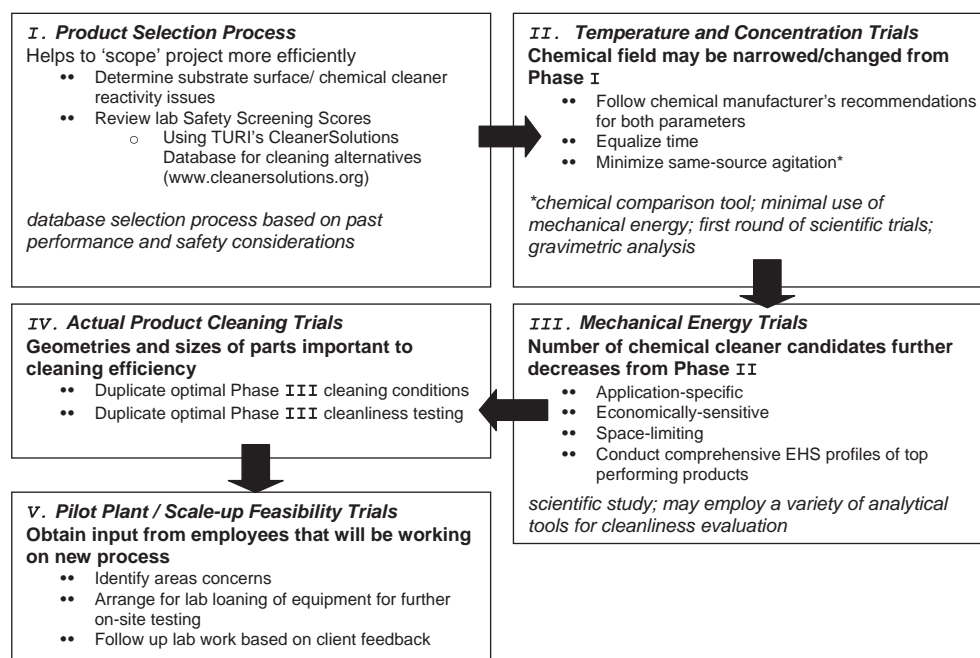 I. Product Selection Process
Helps to ‘scope’ project more efficiently
•• Determine substrate surface/ chemical cleaner
reactivity issues
•• Review lab Safety Screening Scores
○ Using TURI’s CleanerSolutions
Database for cleaning alternatives
(www.cleanersolutions.org)
database selection process based on past
performance and safety considerations
II. Temperature and Concentration Trials
Chemical field may be narrowed/changed from
Phase I
•• Follow chemical manufacturer’s recommendations
for both parameters
•• Equalize time
•• Minimize same-source agitation*
*chemical comparison tool; minimal use of
mechanical energy; first round of scientific trials;
gravimetric analysis
III. Mechanical Energy Trials
Number of chemical cleaner candidates further
decreases from Phase II
•• Application-specific
•• Economically-sensitive
•• Space-limiting
•• Conduct comprehensive EHS profiles of top
performing products
scientific study; may employ a variety of analytical
tools for cleanliness evaluation
IV. Actual Product Cleaning Trials
Geometries and sizes of parts important to
cleaning efficiency
•• Duplicate optimal Phase III cleaning conditions
•• Duplicate optimal Phase III cleanliness testing
V. Pilot Plant / Scale-up Feasibility Trials
Obtain input from employees that will be working
on new process
•• Identify areas concerns
•• Arrange for lab loaning of equipment for further
on-site testing
•• Follow up lab work based on client feedback